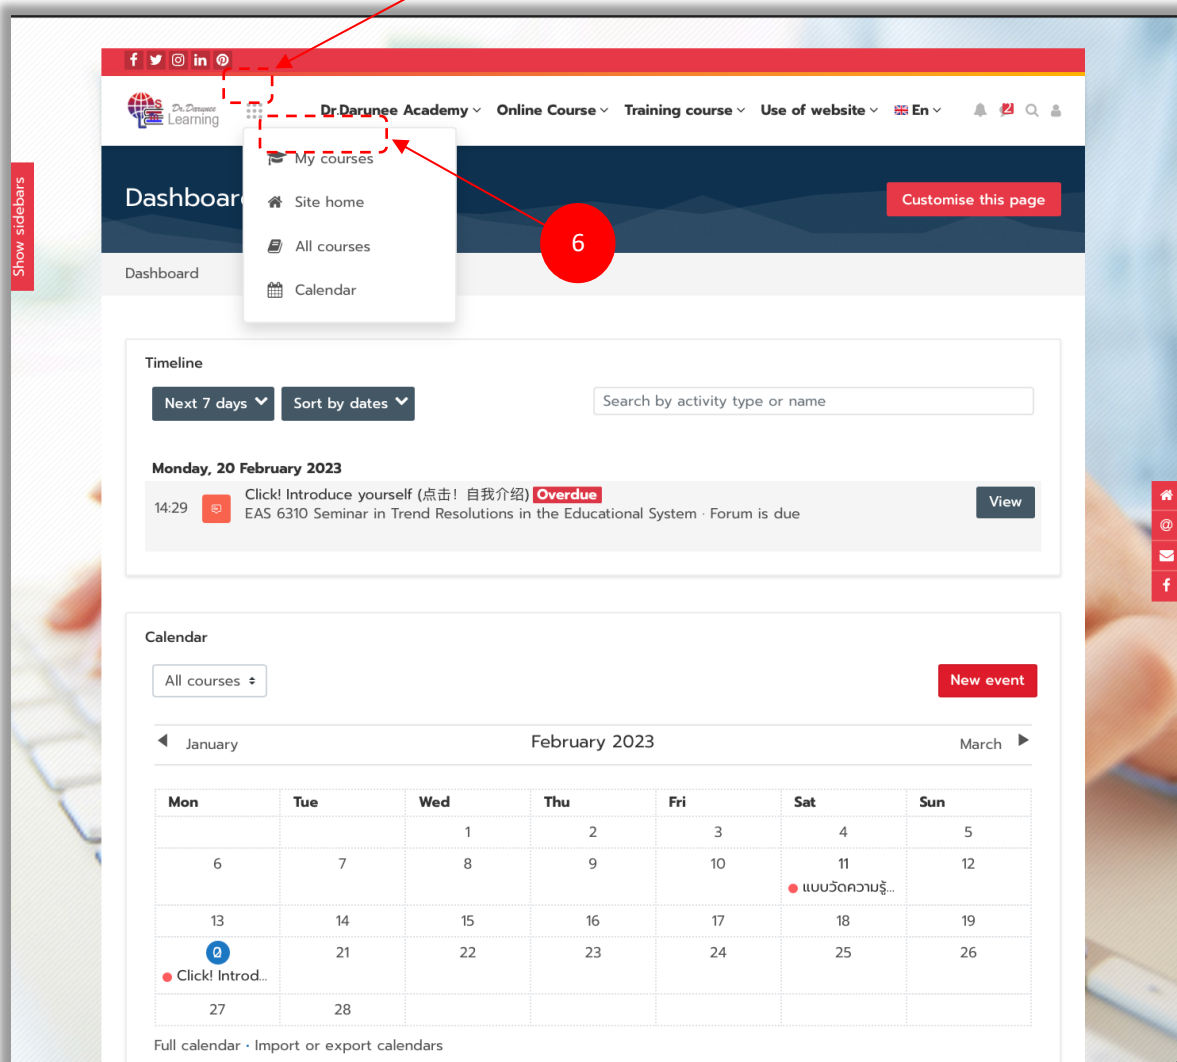 Dr.Darunee
Learning
Dr.Darunee Academy Online Course Training course Use of website En 2
My courses
Site home
All courses
Calendar
Dashboar
Customise this page
Show sidebars
6
Dashboard
Timeline
Next 7 days Sort by dates Search by activity type or name
Monday, 20 February 2023
14:29 Click! Introduce yourself (点击！自我介绍) Overdue View
EAS 6310 Seminar in Trend Resolutions in the Educational System · Forum is due
Calendar
All courses New event
January February 2023 March
Mon Tue Wed Thu Fri Sat Sun
1 2 3 4 5
6 7 8 9 10 11 12
แบบวัดความรู้...
13 14 15 16 17 18 19
21 22 23 24 25 26
Click! Introd...
27 28
Full calendar · Import or export calendars